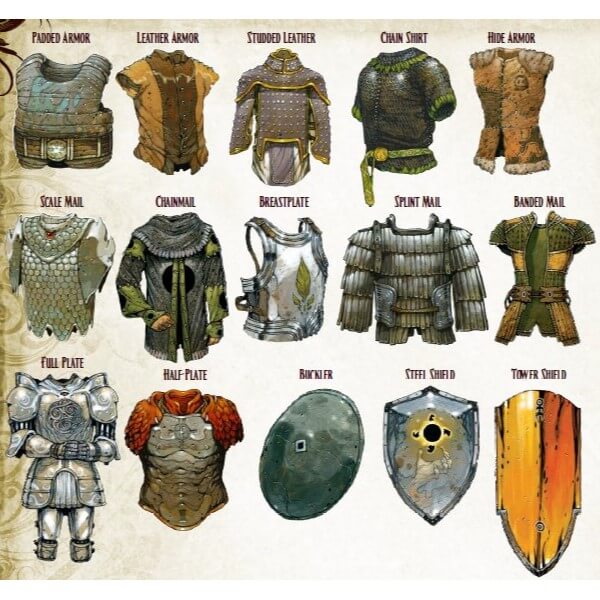 PADDED ARMOR LEATHER ARMOR STUDDED LEATHER CHAIN SHIRT HIDE ARMOR
SCALE MAIL CHAINMAIL BREASTPLATE SPLINT MAIL BANDED MAIL
FULL PLATE HALF-PLATE BUCKLER STEEL SHIELD TOWER SHIELD